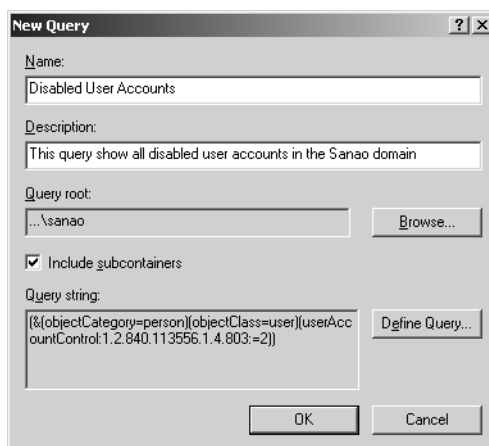 New Query
? X
Name:
Disabled User Accounts
Description:
This query show all disabled user accounts in the Sanao domain
Query root:
...\sanao
Browse...
Include subcontainers
Query string:
(&(objectCategory=person)(objectClass=user)(userAcc
ountControl:1.2.840.113556.1.4.803:=2))
Define Query...
OK
Cancel